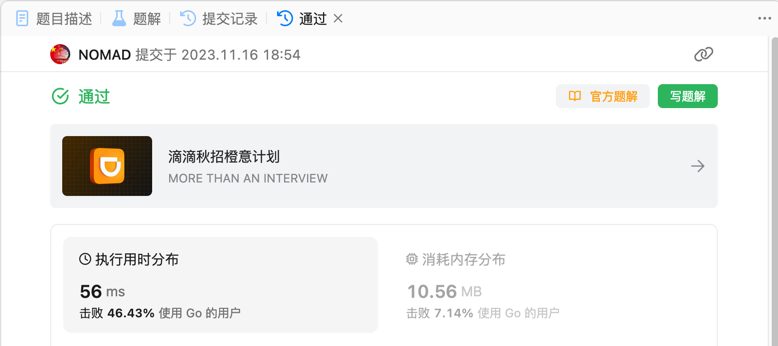 题目描述 题解 提交记录 通过
NOMAD 提交于 2023.11.16 18:54
通过 官方题解 写题解
滴滴秋招橙意计划
MORE THAN AN INTERVIEW
执行用时分布 消耗内存分布
56 ms 10.56 MB
击败 46.43% 使用 Go 的用户 击败 7.14% 使用 Go 的用户